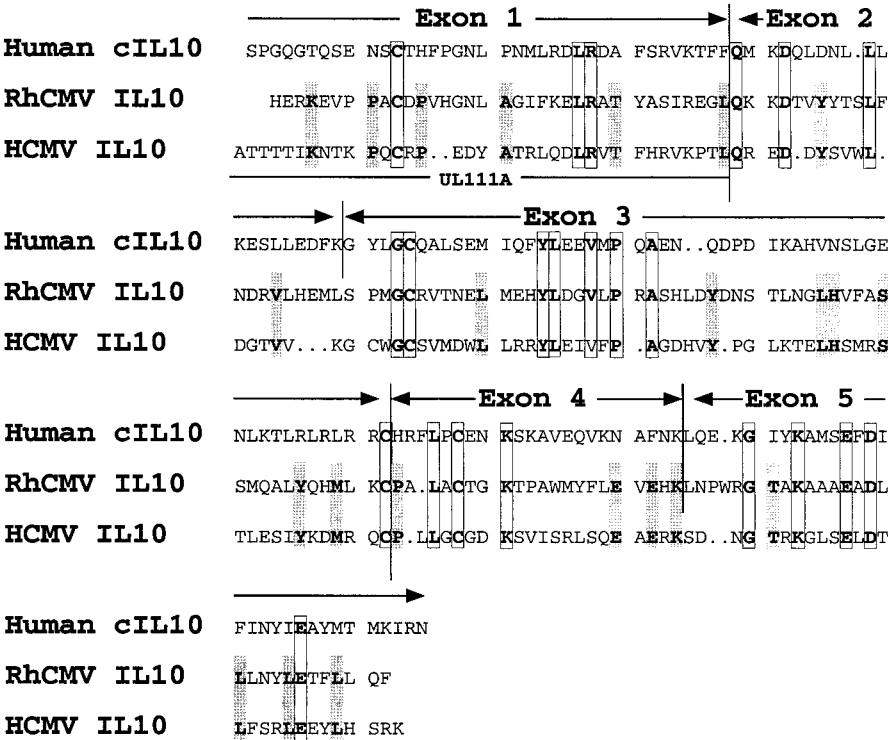 Exon 1 Exon 2
Human cIL10 SPGQGTQSE NSCTHFPGNL PNMLRDLRDA FSRVKTFFQM KDQLDNL.LL
RhCMV IL10 HERKEVP PACDPVHGNL AGIFKELRAT YASIREGLQK KDTVYYTSLF
HCMV IL10 ATTTTIKNTK PQCRP..EDY ATRLQDLRVT FHRVKPTLQR ED.DYSVWL.
UL111A
Exon 3
Human cIL10 KESLLEDFKG YLGCQALSEM IQFYLEEVMP QAEN..QDPD IKAHVNSLGE
RhCMV IL10 NDRVLHEMLS PMGCRVTNEL MEHYLDGVLP RASHLDYDNS TLNGLHVFAS
HCMV IL10 DGTVV...KG CWGCSVMDWL LRRYLEIVFP .AGDHVY.PG LKTELHSMRS
Exon 4 Exon 5
Human cIL10 NLKTLRLRLR RCHRFLPCEN KSKAVEQVKN AFNKLQE.KG IYKAMSEFDI
RhCMV IL10 SMQALYQHML KCPA.LACTG KTPAWMYFLE VEHKLNPWRG TAKAAAEADL
HCMV IL10 TLESIYKDMR QCP.LLGCGD KSVISRLSQE AERKSD..NG TRKGLSELDT
Human cIL10 FINYIEAYMT MKIRN
RhCMV IL10 LLNYLETFLL QF
HCMV IL10 LFSRLEEYLH SRK